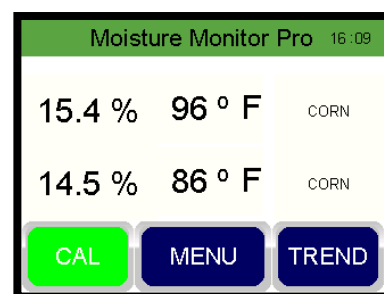 Moisture Monitor Pro 16:09
15.4 % 96 º F CORN
14.5 % 86 º F CORN
CAL MENU TREND